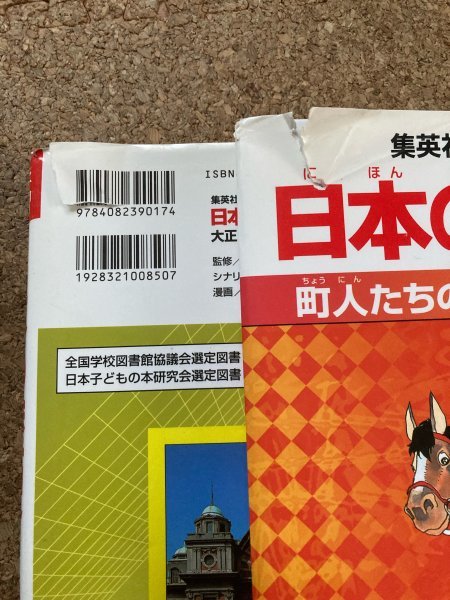 ISBN
9784082390174
集英社
日本
大正
1928321008507
監修/
シナリ
漫画/
全国学校図書館協議会選定図書
日本子どもの本研究会選定図書
集英社
に ほん
日本の
ちょう にん
町人たちの